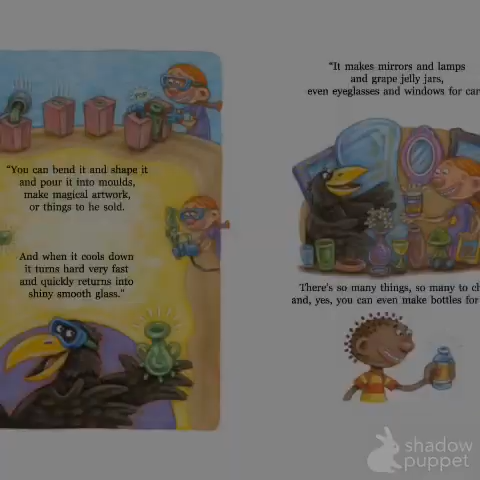 "You can bend it and shape it
and pour it into moulds,
make magical artwork,
or things to he sold.
And when it cools down
it turns hard very fast
and quickly returns into
shiny smooth glass."
"It makes mirrors and lamps
and grape jelly jars,
even eyeglasses and windows for car
There's so many things, so many to ch
and, yes, you can even make bottles for
shadow
puppet